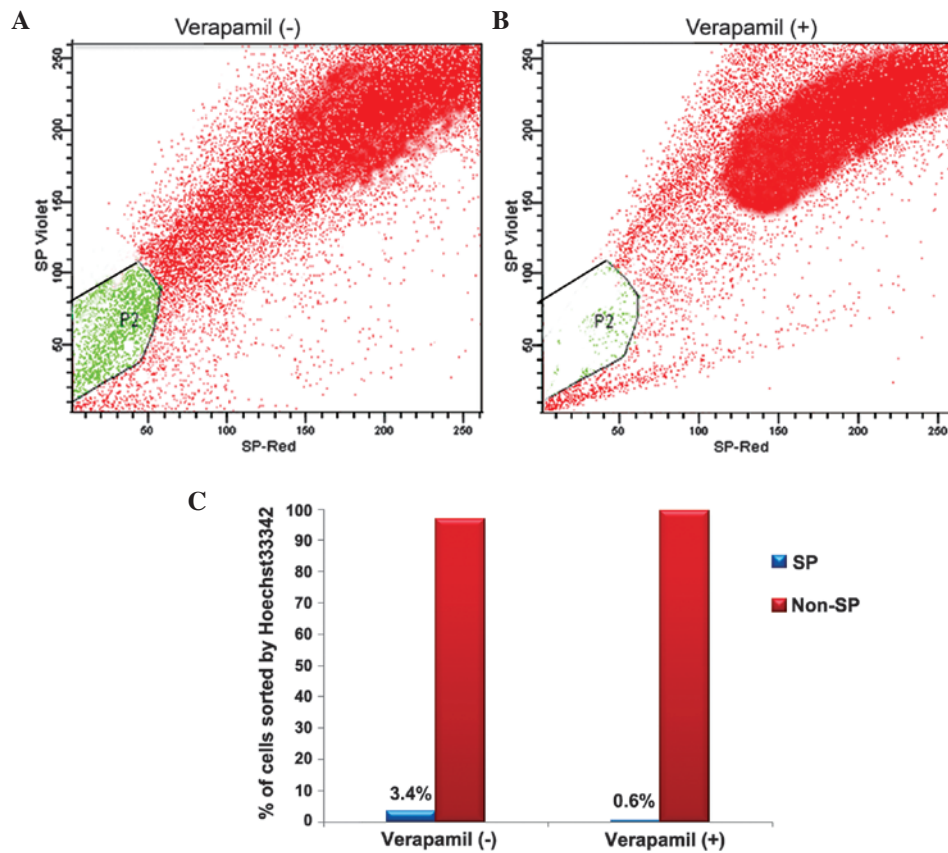 A
Verapamil (-)
250
200
150
100
50
SP Violet
P2
50
100
150
200
250
SP-Red
B
Verapamil (+)
250
200
150
100
50
SP Violet
P2
50
100
150
200
250
SP-Red
C
100
90
80
70
60
50
40
30
20
10
0
% of cells sorted by Hoechst33342
3.4%
0.6%
Verapamil (-)
Verapamil (+)
SP
Non-SP